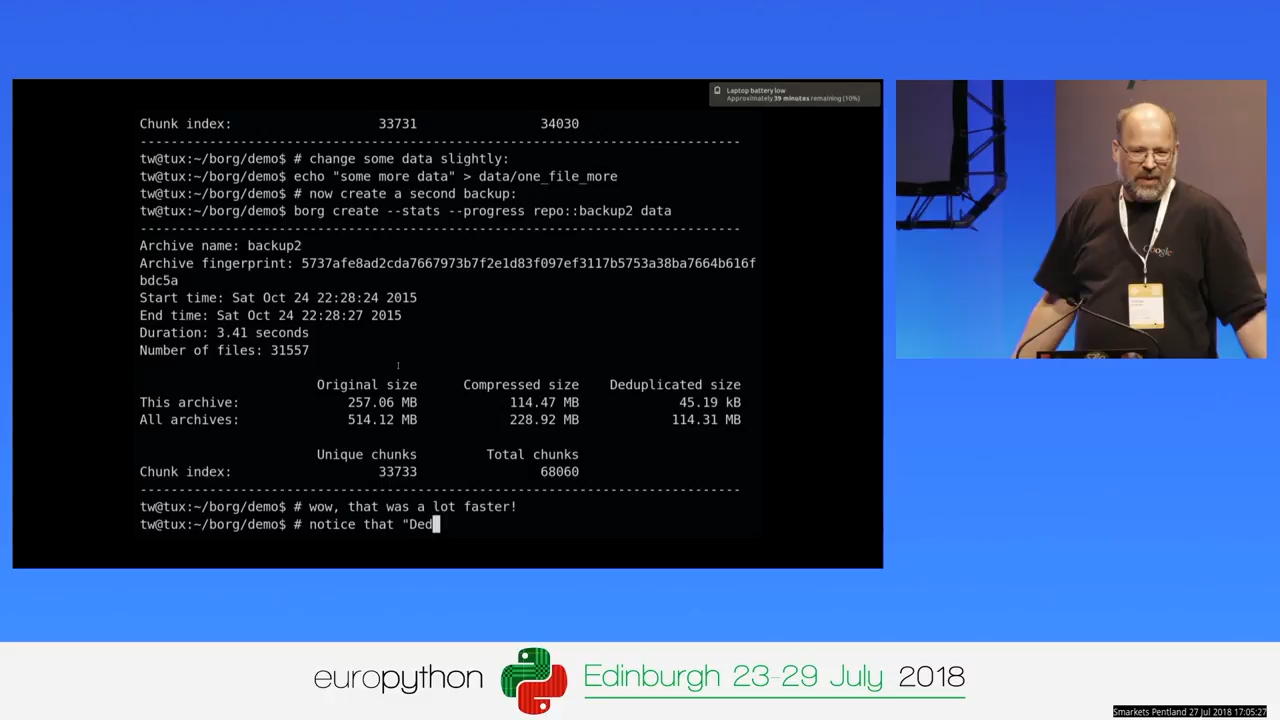 Laptop battery low
Approximately 39 minutes remaining (10%)
Chunk index: 33731 34030
-----------------------------------------------------------------------------
tw@tux:~/borg/demo$ # change some data slightly:
tw@tux:~/borg/demo$ echo "some more data" > data/one_file_more
tw@tux:~/borg/demo$ # now create a second backup:
tw@tux:~/borg/demo$ borg create --stats --progress repo::backup2 data
-----------------------------------------------------------------------------
Archive name: backup2
Archive fingerprint: 5737afe8ad2cda7667973b7f2e1d83f097ef3117b5753a38ba7664b616f
bdc5a
Start time: Sat Oct 24 22:28:24 2015
End time: Sat Oct 24 22:28:27 2015
Duration: 3.41 seconds
Number of files: 31557
Original size Compressed size Deduplicated size
This archive: 257.06 MB 114.47 MB 45.19 kB
All archives: 514.12 MB 228.92 MB 114.31 MB
Unique chunks Total chunks
Chunk index: 33733 68060
-----------------------------------------------------------------------------
tw@tux:~/borg/demo$ # wow, that was a lot faster!
tw@tux:~/borg/demo$ # notice that "Ded
Google
europython Edinburgh 23-29 July 2018
Smarkets Pentland 27 Jul 2018 17:05:27